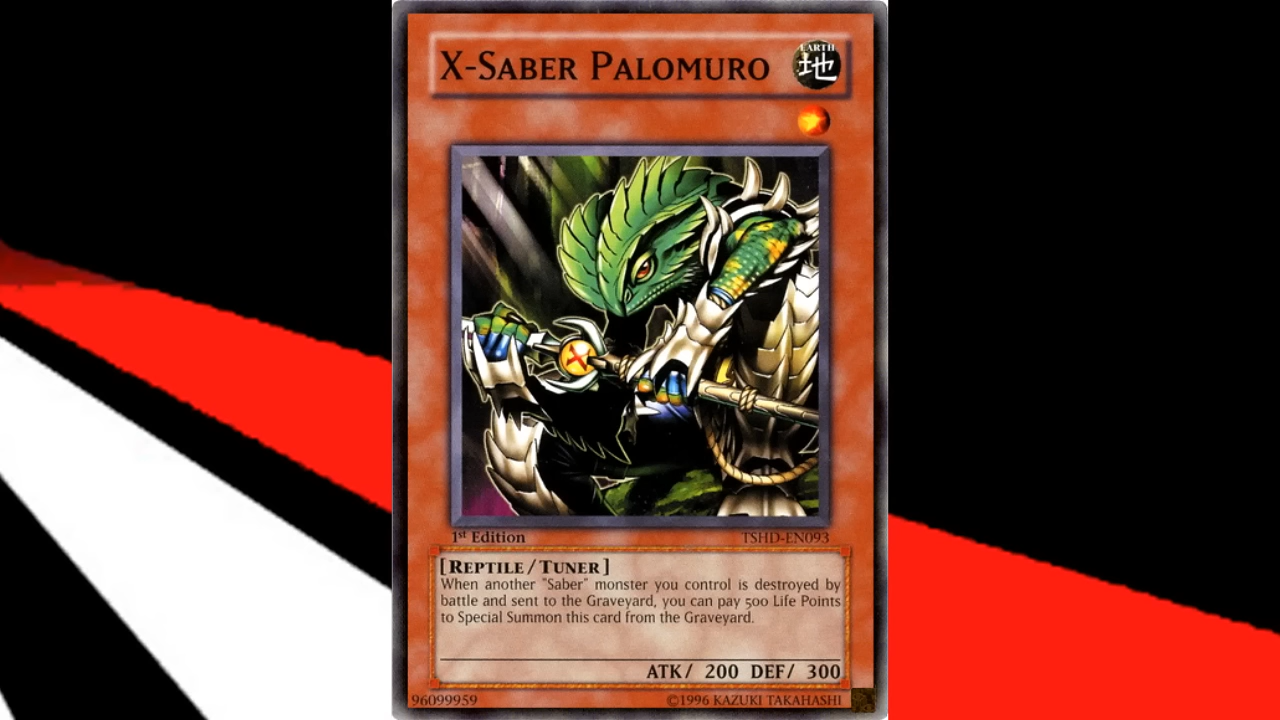 X-Saber Palomuro
EARTH
地
1st Edition
TSHD-EN093
[Reptile/Tuner]
When another "Saber" monster you control is destroyed by
battle and sent to the Graveyard, you can pay 500 Life Points
to Special Summon this card from the Graveyard.
ATK/ 200 DEF/ 300
96099959
©1996 KAZUKI TAKAHASHI